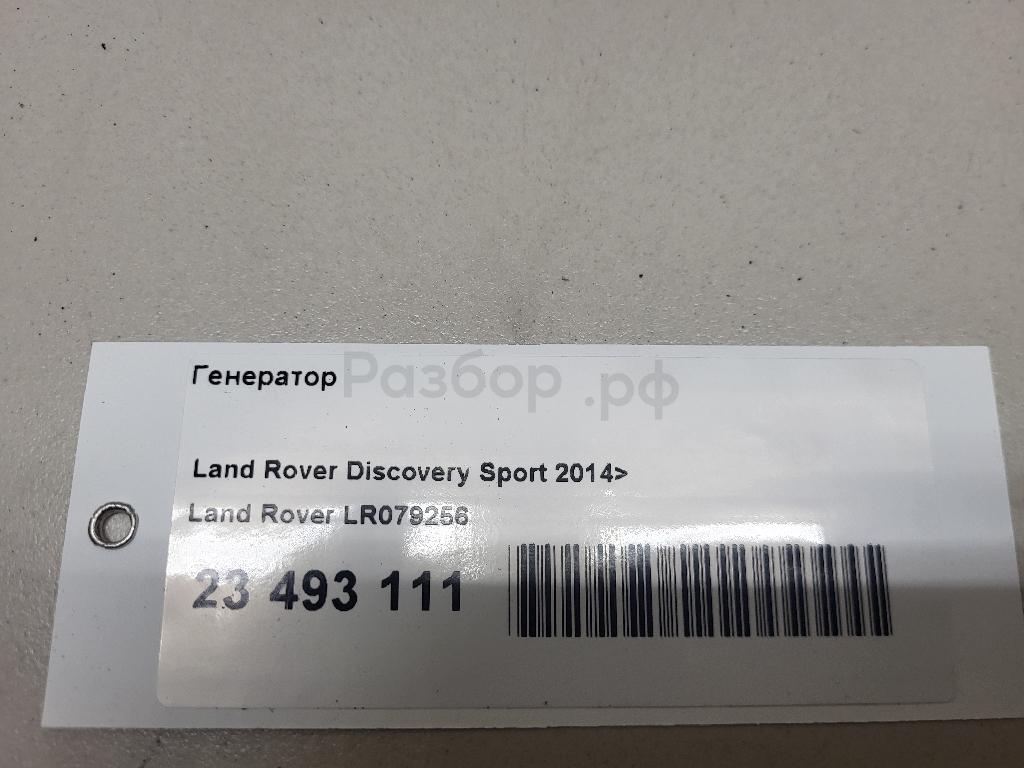 Генератор
Разбор.рф
Land Rover Discovery Sport 2014>
Land Rover LR079256
23 493 111